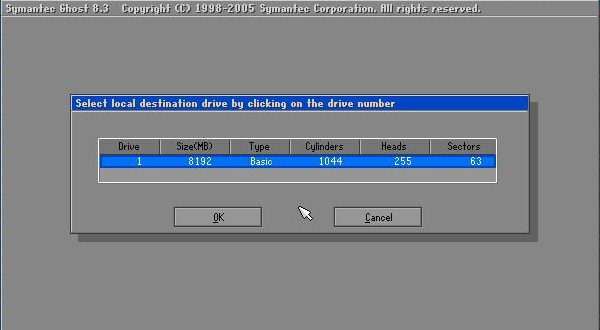 Symantec Ghost 8.3 Copyright (C) 1998-2005 Symantec Corporation. All rights reserved.
Select local destination drive by clicking on the drive number
Drive Size(MB) Type Cylinders Heads Sectors
1 8192 Basic 1044 255 63
OK Cancel